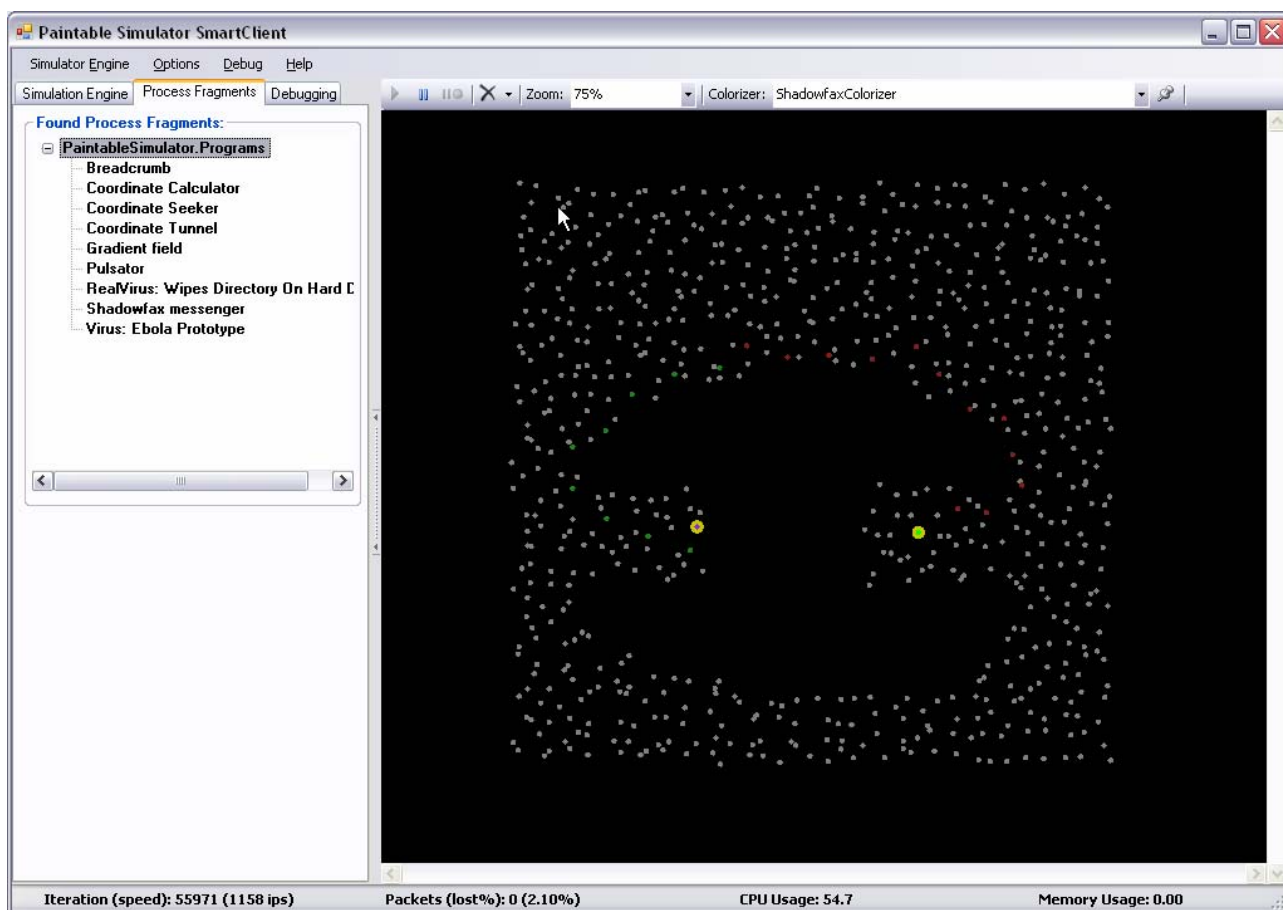 Paintable Simulator SmartClient
Simulator Engine Options Debug Help
Simulation Engine Process Fragments Debugging
Zoom: 75% Colorizer: ShadowfaxColorizer
Found Process Fragments:
PaintableSimulator.Programs
Breadcrumb
Coordinate Calculator
Coordinate Seeker
Coordinate Tunnel
Gradient field
Pulsator
RealVirus: Wipes Directory On Hard D
Shadowfax messenger
Virus: Ebola Prototype
Iteration (speed): 55971 (1158 ips) Packets (lost%): 0 (2.10%) CPU Usage: 54.7 Memory Usage: 0.00